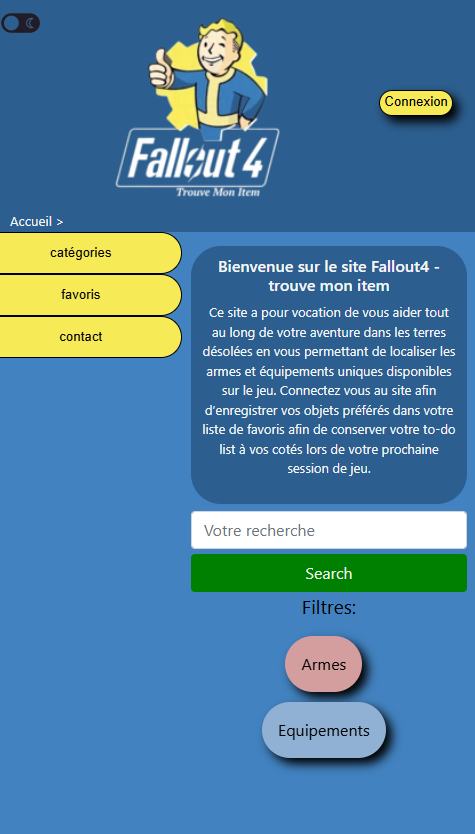 Fallout 4
Trouve Mon Item
Connexion
Accueil >
catégories
favoris
contact
Bienvenue sur le site Fallout4 -
trouve mon item
Ce site a pour vocation de vous aider tout
au long de votre aventure dans les terres
désolées en vous permettant de localiser les
armes et équipements uniques disponibles
sur le jeu. Connectez vous au site afin
d'enregistrer vos objets préférés dans votre
liste de favoris afin de conserver votre to-do
list à vos cotés lors de votre prochaine
session de jeu.
Votre recherche
Search
Filtres:
Armes
Equipements